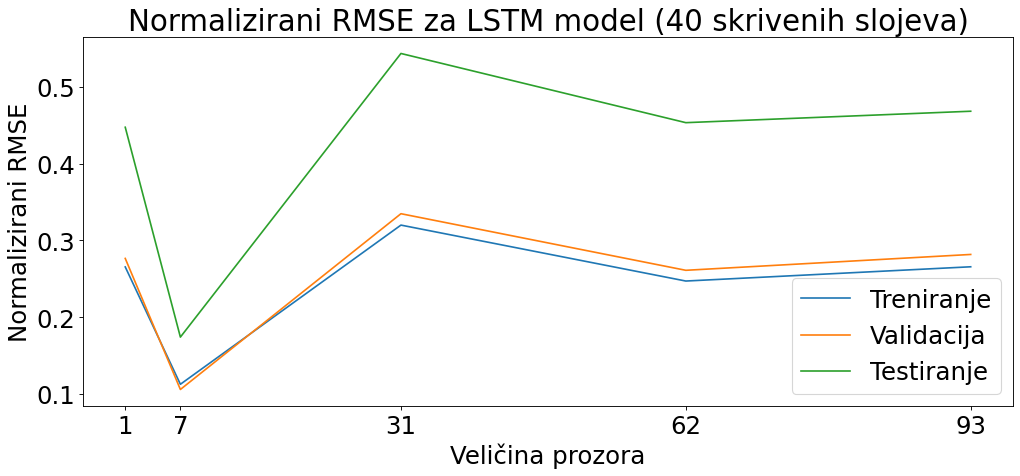 Normalizirani RMSE za LSTM model (40 skrivenih slojeva)
Normalizirani RMSE
0.5
0.4
0.3
0.2
0.1
Treniranje
Validacija
Testiranje
1 7 31 62 93
Veličina prozora